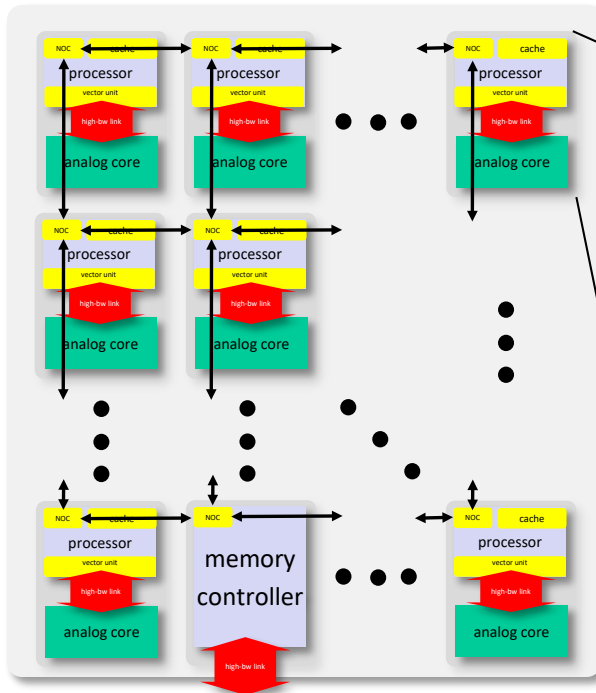 NOC cache NOC cache NOC cache
processor processor processor
vector unit vector unit vector unit
high-bw link high-bw link high-bw link
analog core analog core analog core
NOC cache NOC cache
processor processor
vector unit vector unit
high-bw link high-bw link
analog core analog core
NOC cache NOC NOC cache
processor memory processor
vector unit controller vector unit
high-bw link high-bw link
analog core analog core
high-bw link